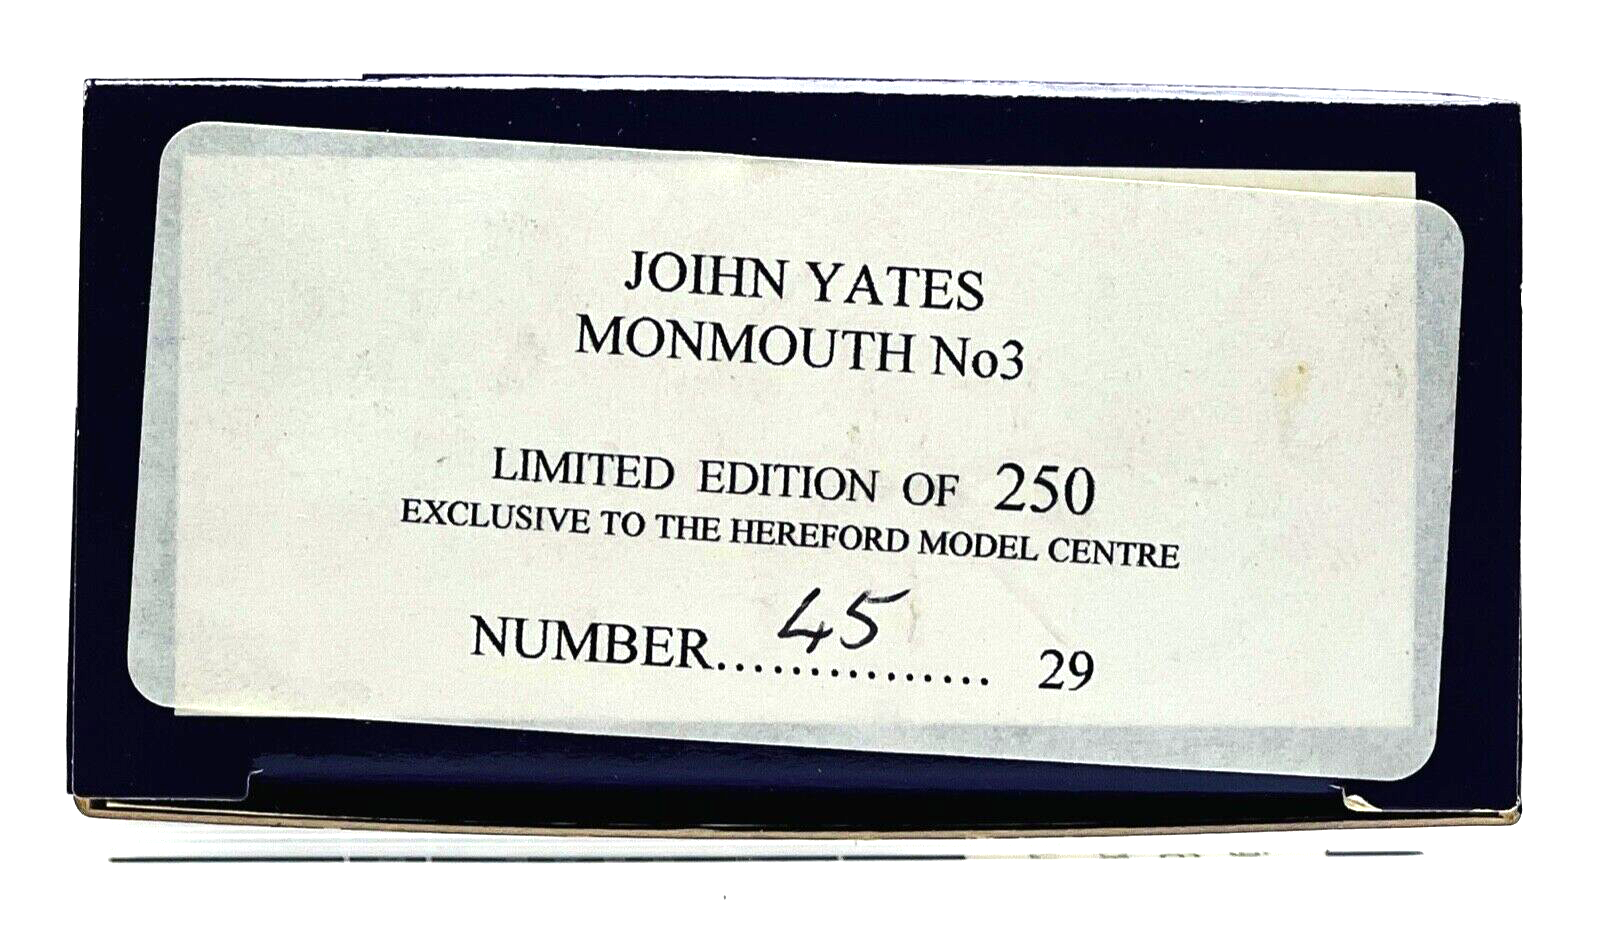 JOIHN YATES
MONMOUTH No3
LIMITED EDITION OF 250
EXCLUSIVE TO THE HEREFORD MODEL CENTRE
NUMBER...45............ 29